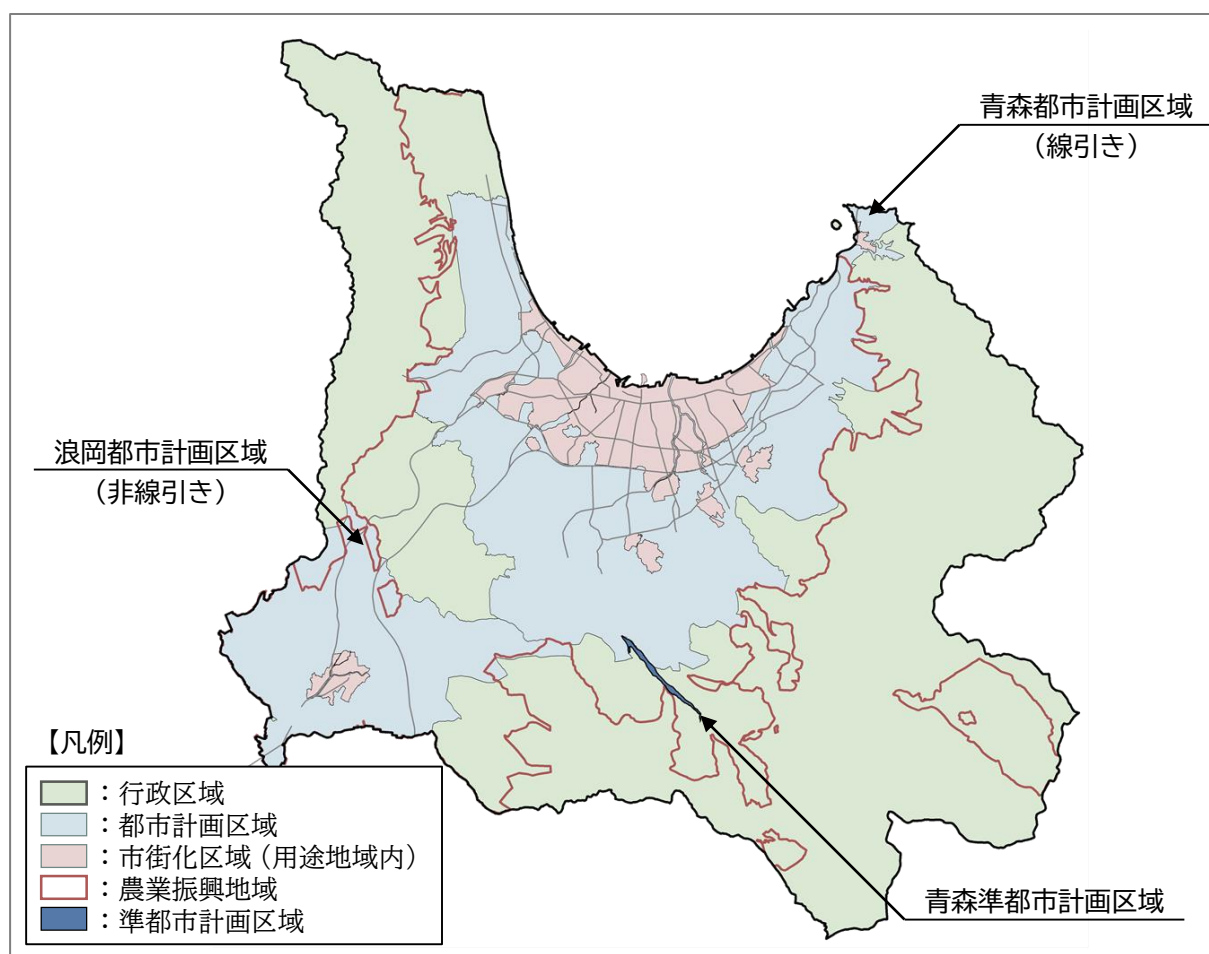 青森都市計画区域
（線引き）
浪岡都市計画区域
（非線引き）
【凡例】
：行政区域
：都市計画区域
：市街化区域（用途地域内）
：農業振興地域
：準都市計画区域
青森準都市計画区域